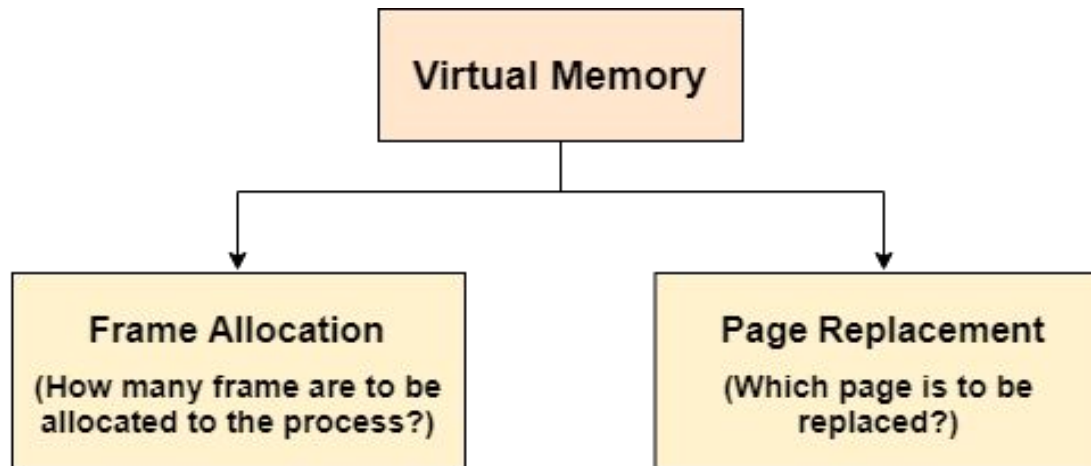 Virtual Memory
Frame Allocation
(How many frame are to be
allocated to the process?)
Page Replacement
(Which page is to be
replaced?)